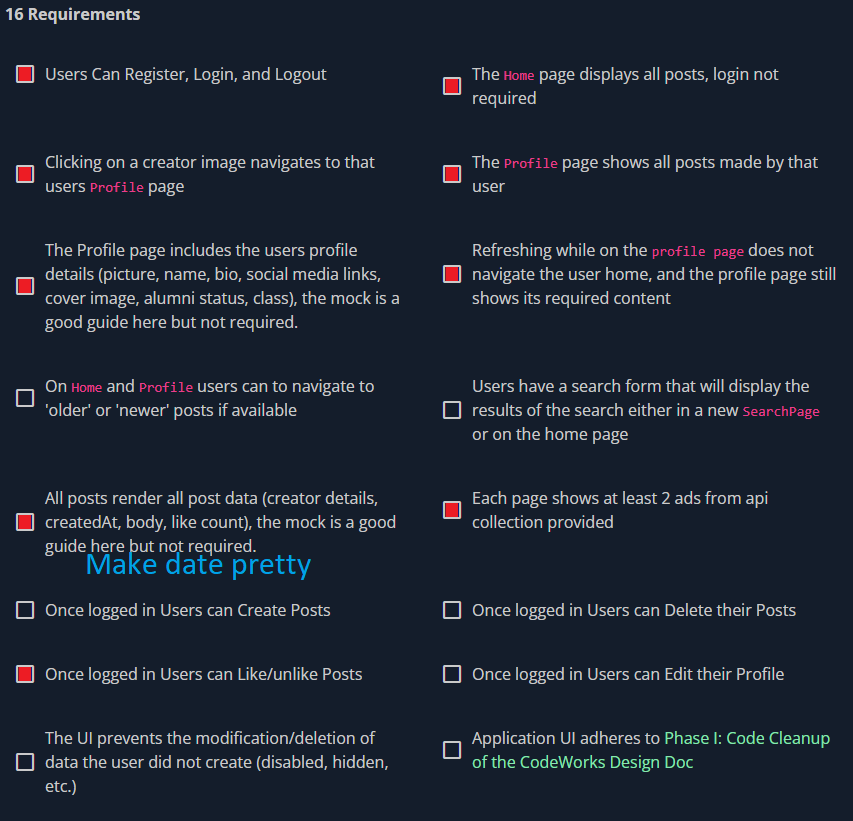 16 Requirements
Users Can Register, Login, and Logout
The Home page displays all posts, login not
required
Clicking on a creator image navigates to that
users Profile page
The Profile page shows all posts made by that
user
The Profile page includes the users profile
details (picture, name, bio, social media links,
cover image, alumni status, class), the mock is a
good guide here but not required.
Refreshing while on the profile page does not
navigate the user home, and the profile page still
shows its required content
On Home and Profile users can to navigate to
'older' or 'newer' posts if available
Users have a search form that will display the
results of the search either in a new SearchPage
or on the home page
All posts render all post data (creator details,
createdAt, body, like count), the mock is a good
guide here but not required.
Make date pretty
Each page shows at least 2 ads from api
collection provided
Once logged in Users can Create Posts
Once logged in Users can Delete their Posts
Once logged in Users can Like/unlike Posts
Once logged in Users can Edit their Profile
The UI prevents the modification/deletion of
data the user did not create (disabled, hidden,
etc.)
Application UI adheres to Phase I: Code Cleanup
of the CodeWorks Design Doc